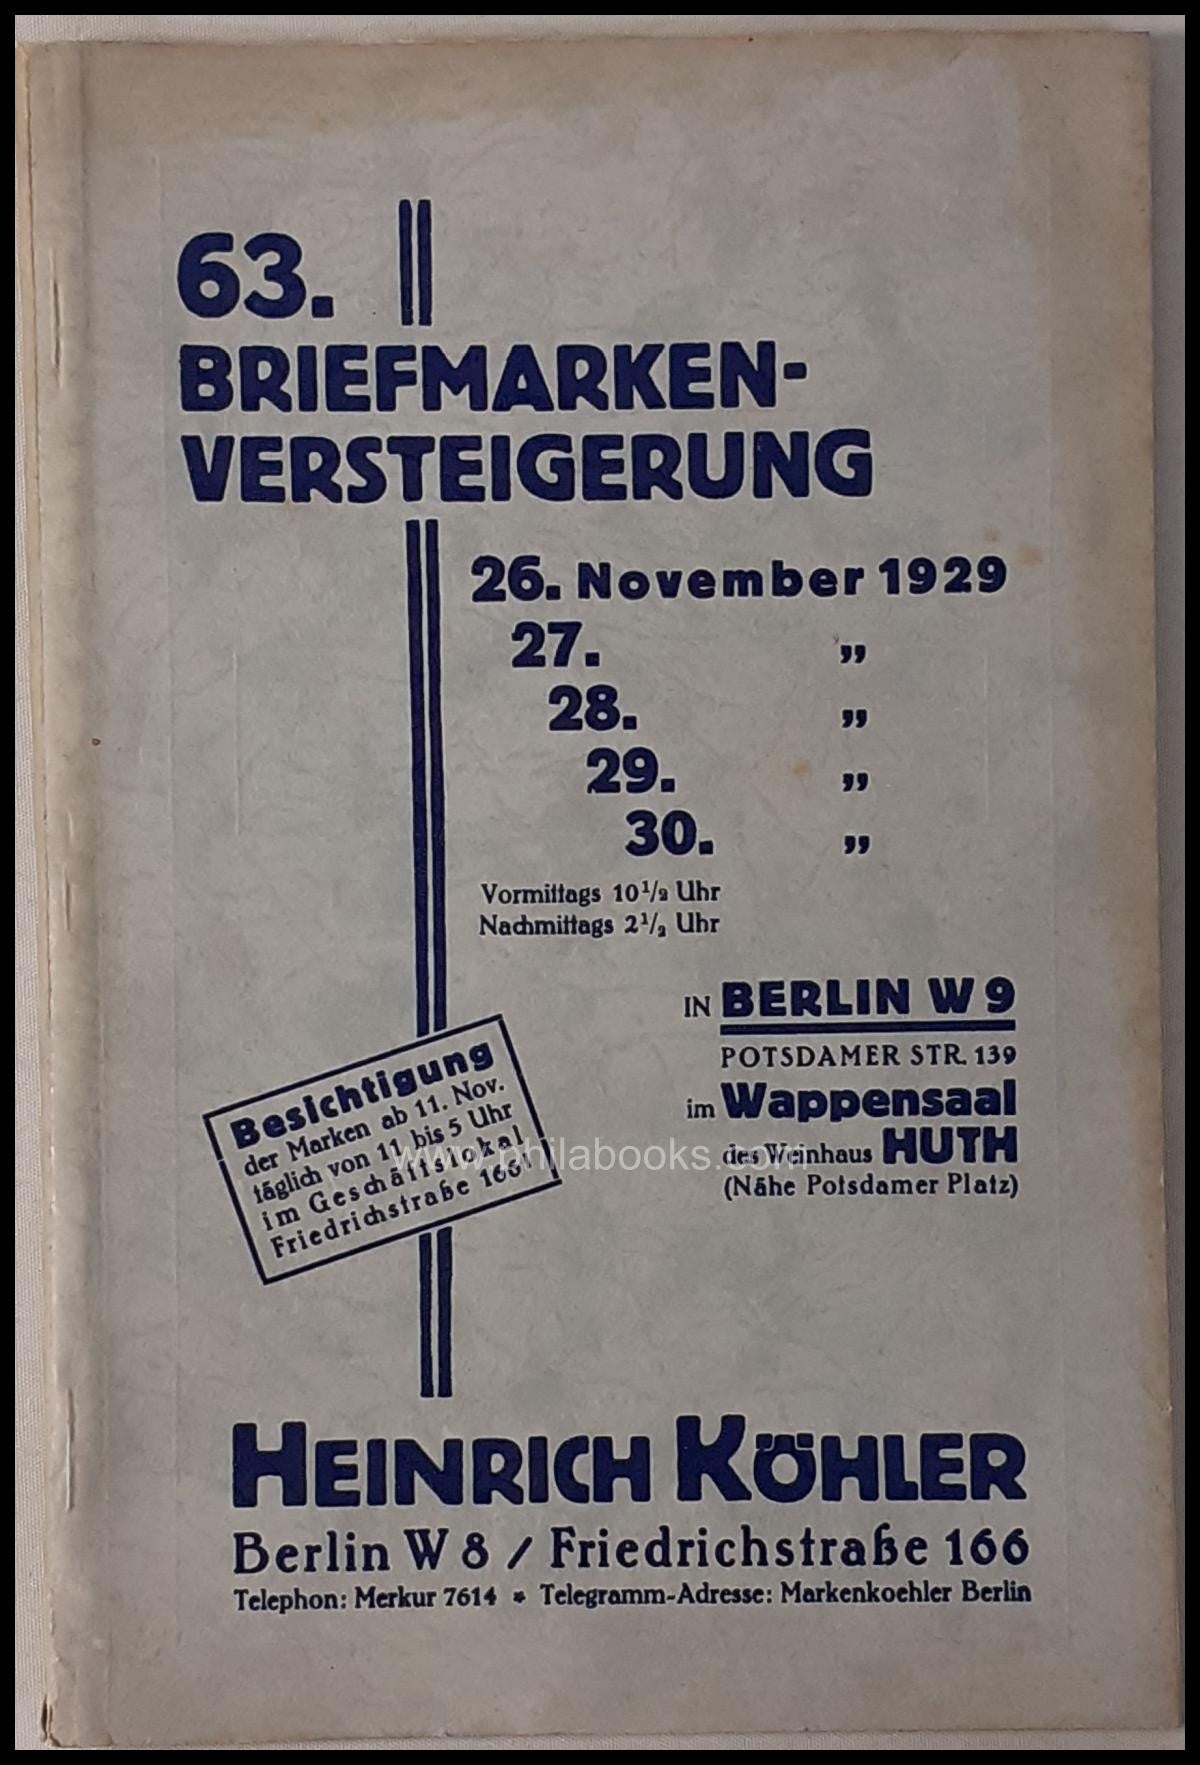 63.
BRIEFMARKEN-
VERSTEIGERUNG
26. November 1929
27. „
28. „
29. „
30. „
Vormittags 10½ Uhr
Nachmittags 2½ Uhr
IN BERLIN W 9
POTSDAMER STR. 139
im Wappensaal
des Weinhaus HUTH
(Nähe Potsdamer Platz)
Besichtigung
der Marken ab 11. Nov.
täglich von 11 bis 5 Uhr
im Geschäftslokal
Friedrichstraße 166
www.philabooks.com
HEINRICH KÖHLER
Berlin W 8 / Friedrichstraße 166
Telephon: Merkur 7614 * Telegramm-Adresse: Markenkoehler Berlin